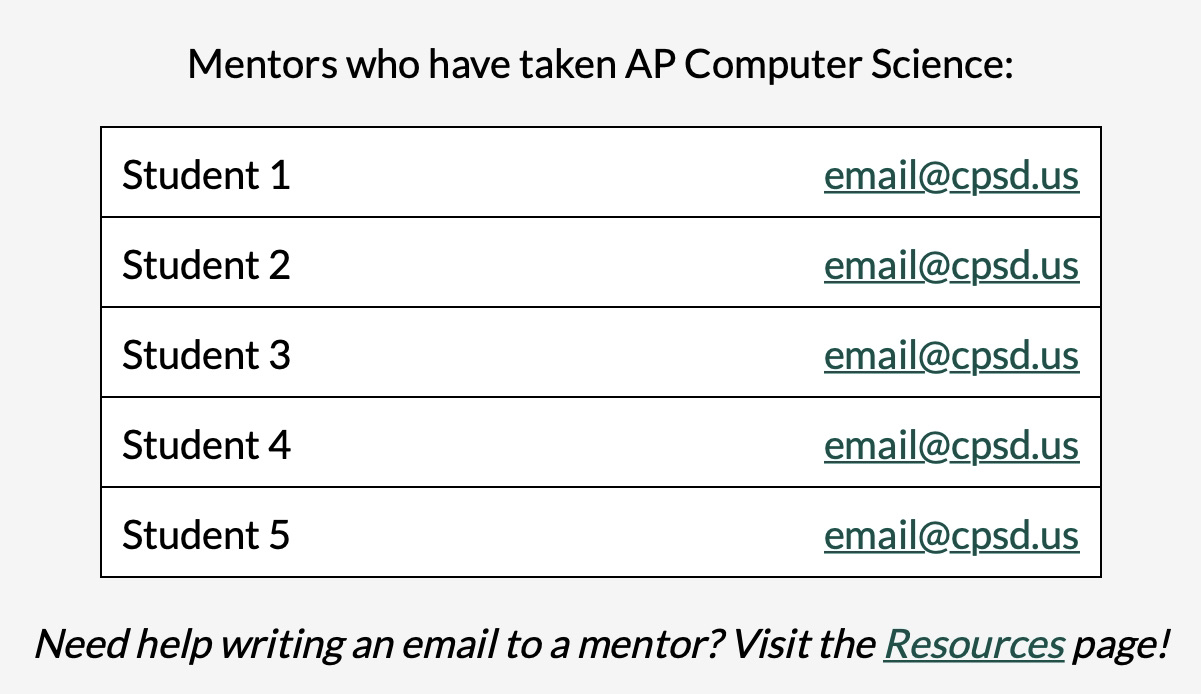 Mentors who have taken AP Computer Science:
Student 1 email@cpsd.us
Student 2 email@cpsd.us
Student 3 email@cpsd.us
Student 4 email@cpsd.us
Student 5 email@cpsd.us
Need help writing an email to a mentor? Visit the Resources page!